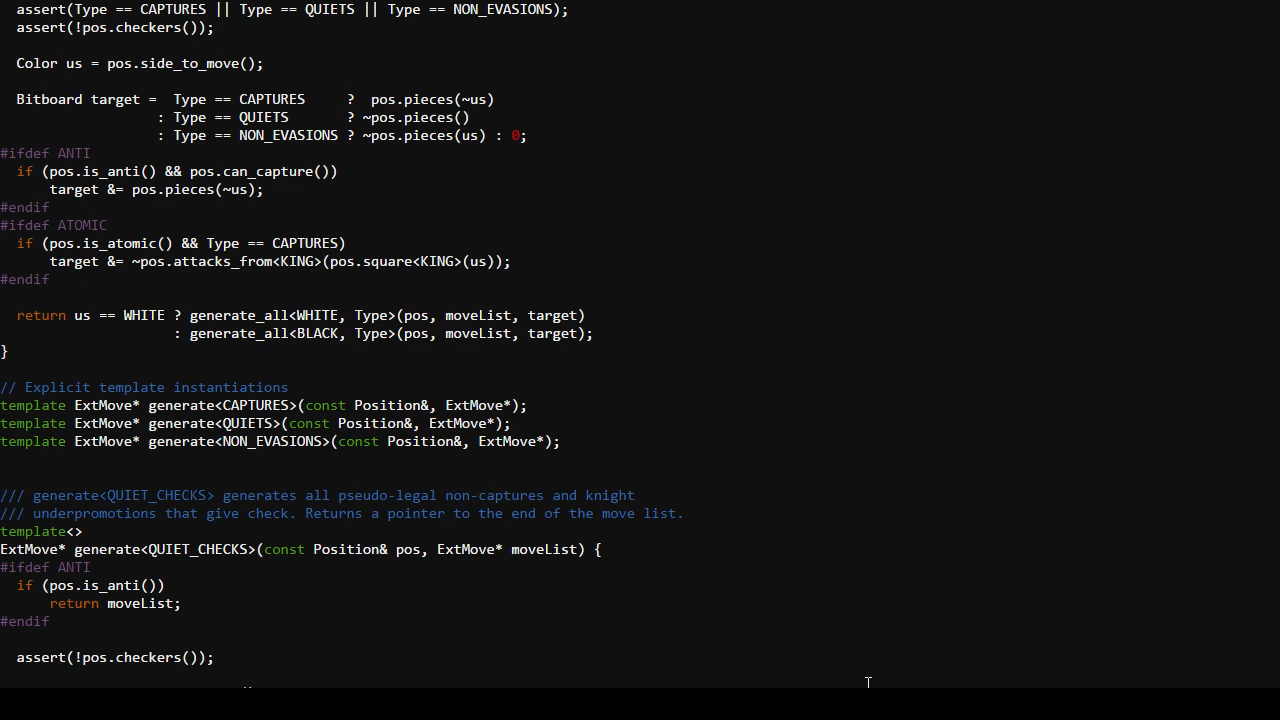 assert(Type == CAPTURES || Type == QUIETS || Type == NON_EVASIONS);
assert(!pos.checkers());
Color us = pos.side_to_move();
Bitboard target =  Type == CAPTURES     ?  pos.pieces(~us)
: Type == QUIETS       ? ~pos.pieces()
: Type == NON_EVASIONS ? ~pos.pieces(us) : 0;
#ifdef ANTI
if (pos.is_anti() && pos.can_capture())
target &= pos.pieces(~us);
#endif
#ifdef ATOMIC
if (pos.is_atomic() && Type == CAPTURES)
target &= ~pos.attacks_from<KING>(pos.square<KING>(us));
#endif
return us == WHITE ? generate_all<WHITE, Type>(pos, moveList, target)
: generate_all<BLACK, Type>(pos, moveList, target);
}
// Explicit template instantiations
template ExtMove* generate<CAPTURES>(const Position&, ExtMove*);
template ExtMove* generate<QUIETS>(const Position&, ExtMove*);
template ExtMove* generate<NON_EVASIONS>(const Position&, ExtMove*);
/// generate<QUIET_CHECKS> generates all pseudo-legal non-captures and knight
/// underpromotions that give check. Returns a pointer to the end of the move list.
template<>
ExtMove* generate<QUIET_CHECKS>(const Position& pos, ExtMove* moveList) {
#ifdef ANTI
if (pos.is_anti())
return moveList;
#endif
assert(!pos.checkers());